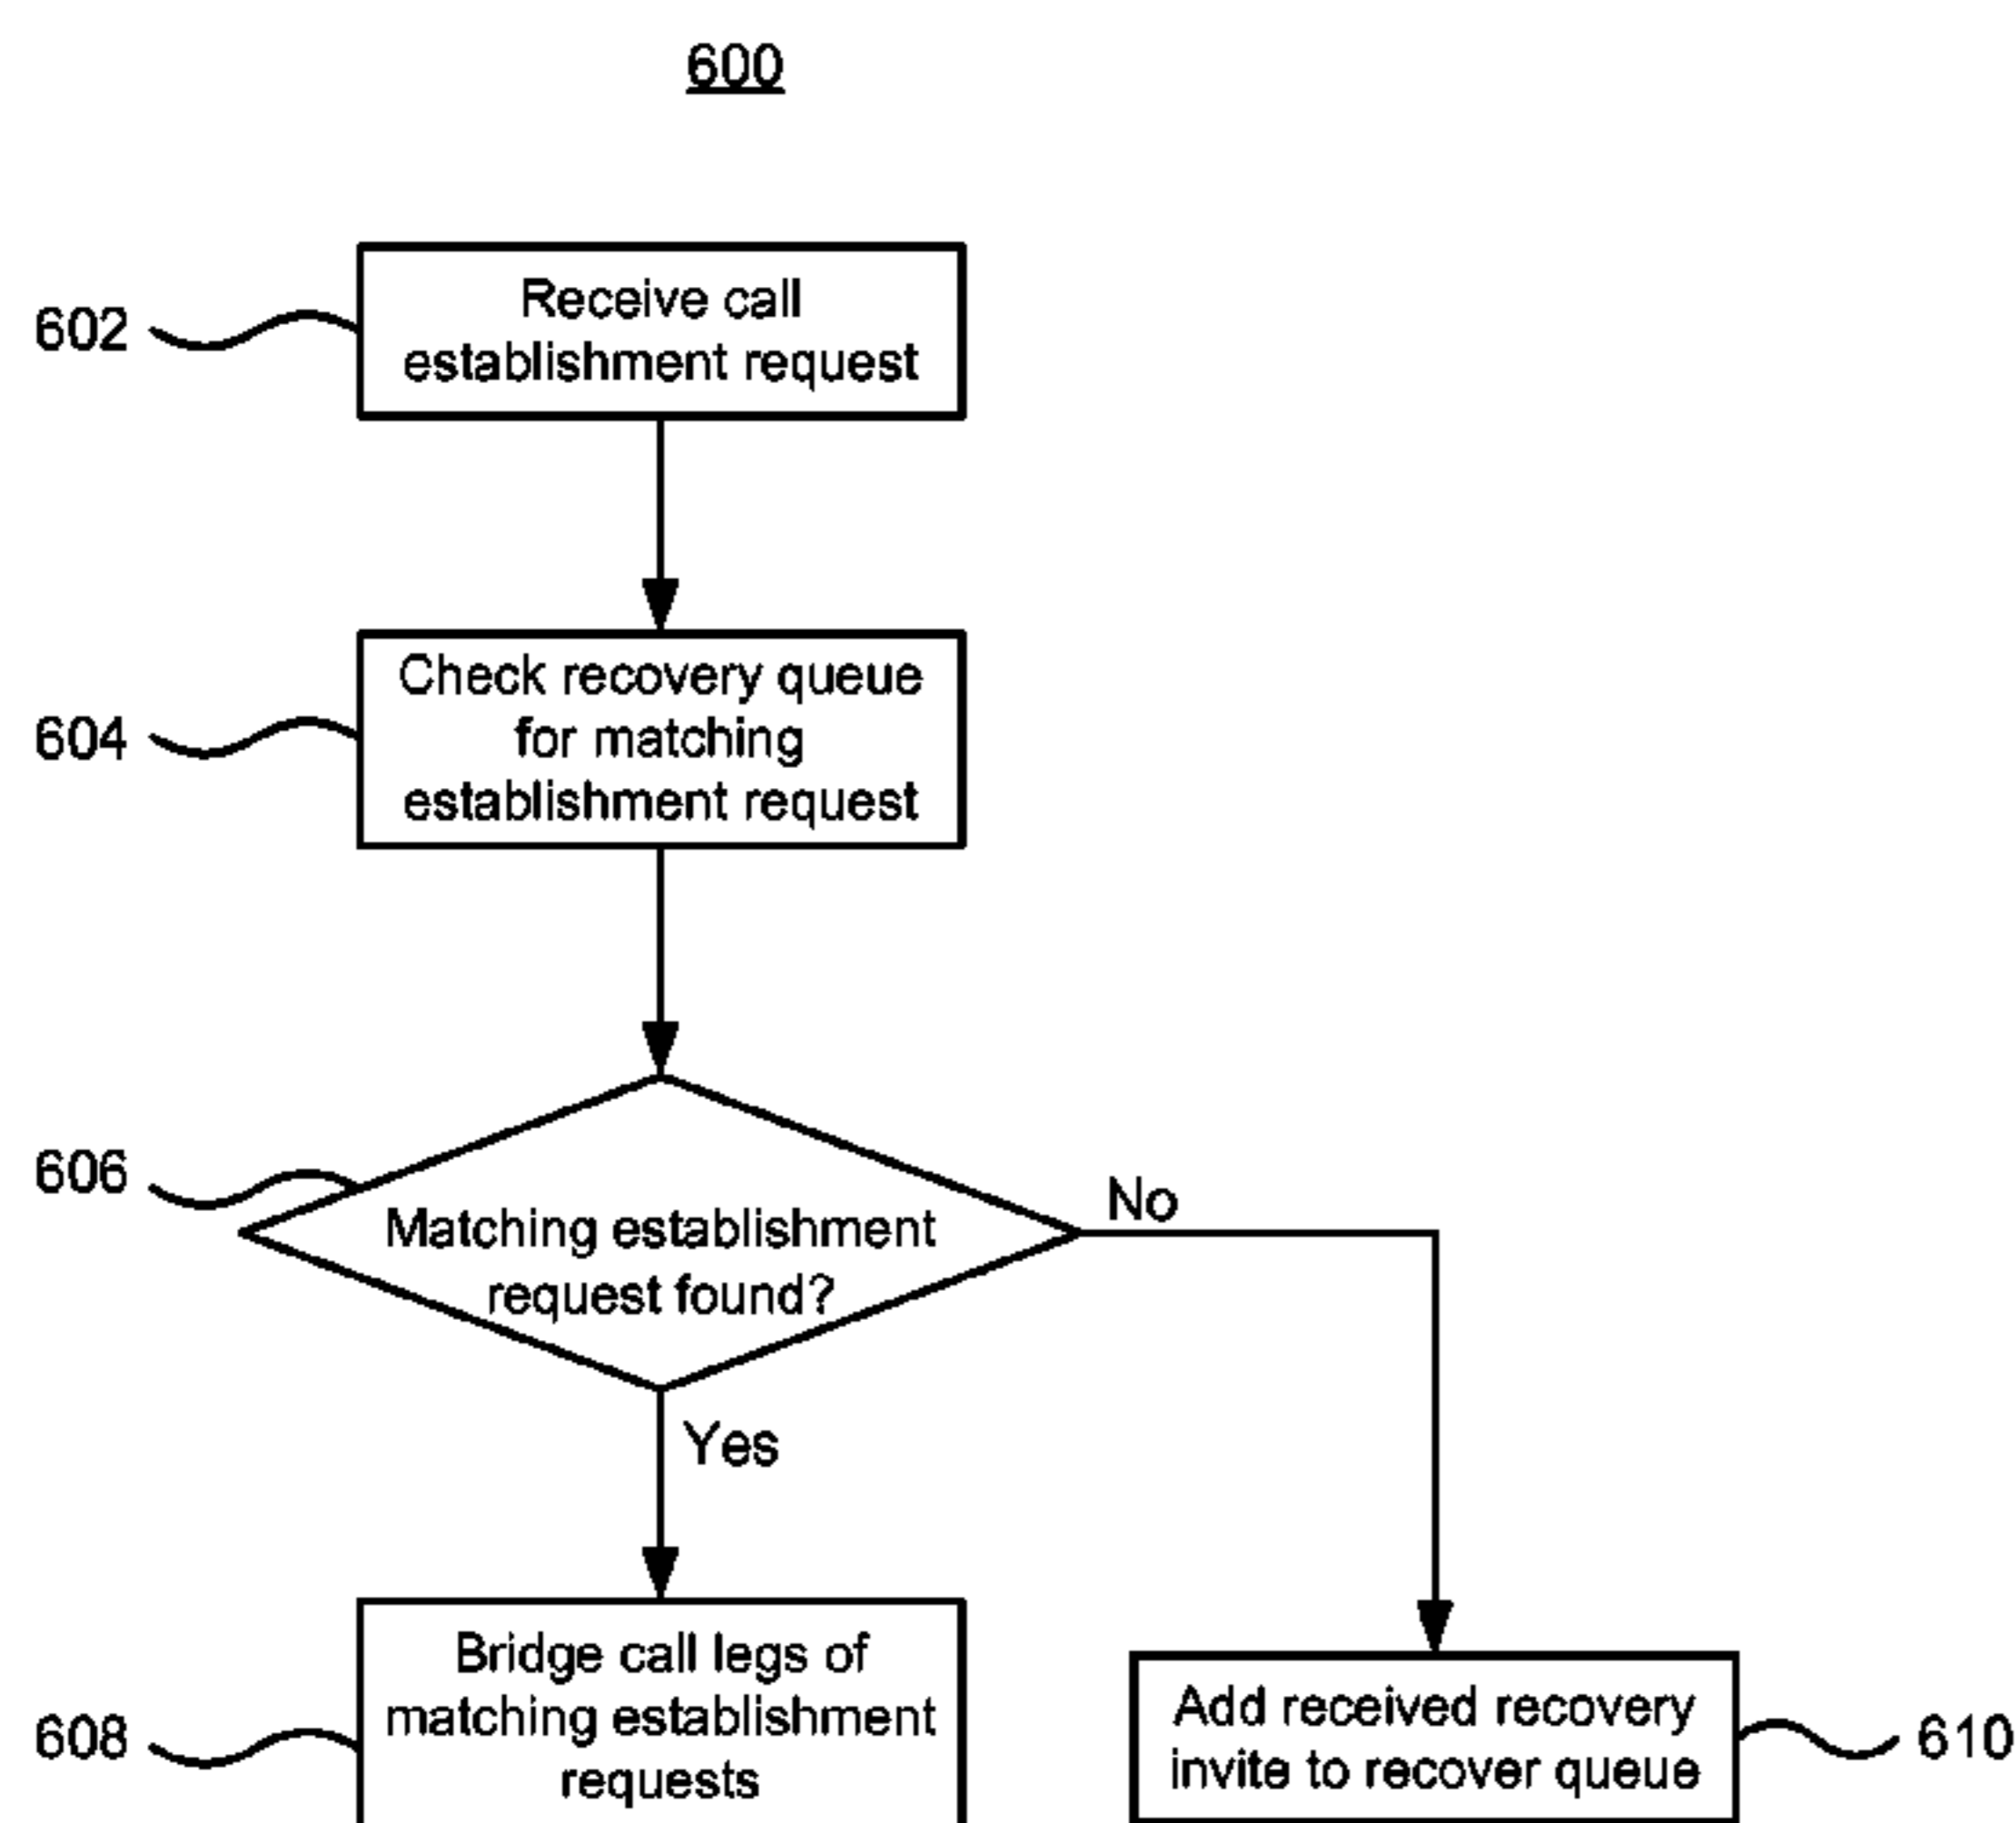 600
602
Receive call
establishment request
604
Check recovery queue
for matching
establishment request
606
Matching establishment
request found?
No
Yes
608
Bridge call legs of
matching establishment
requests
Add received recovery
invite to recover queue
610